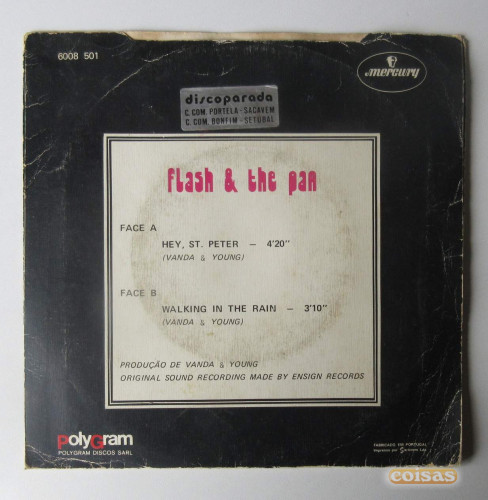 6008 501
mercury
discoparada
C. COM. PORTELA - SACAVEM
C. COM. BONFIM - SETÚBAL
flash & the pan
FACE A
HEY, ST. PETER — 4'20"
(VANDA & YOUNG)
FACE B
WALKING IN THE RAIN — 3'10"
(VANDA & YOUNG)
PRODUÇÃO DE VANDA & YOUNG
ORIGINAL SOUND RECORDING MADE BY ENSIGN RECORDS
PolyGram
POLYGRAM DISCOS SARL
FABRICADO EM PORTUGAL
coisas